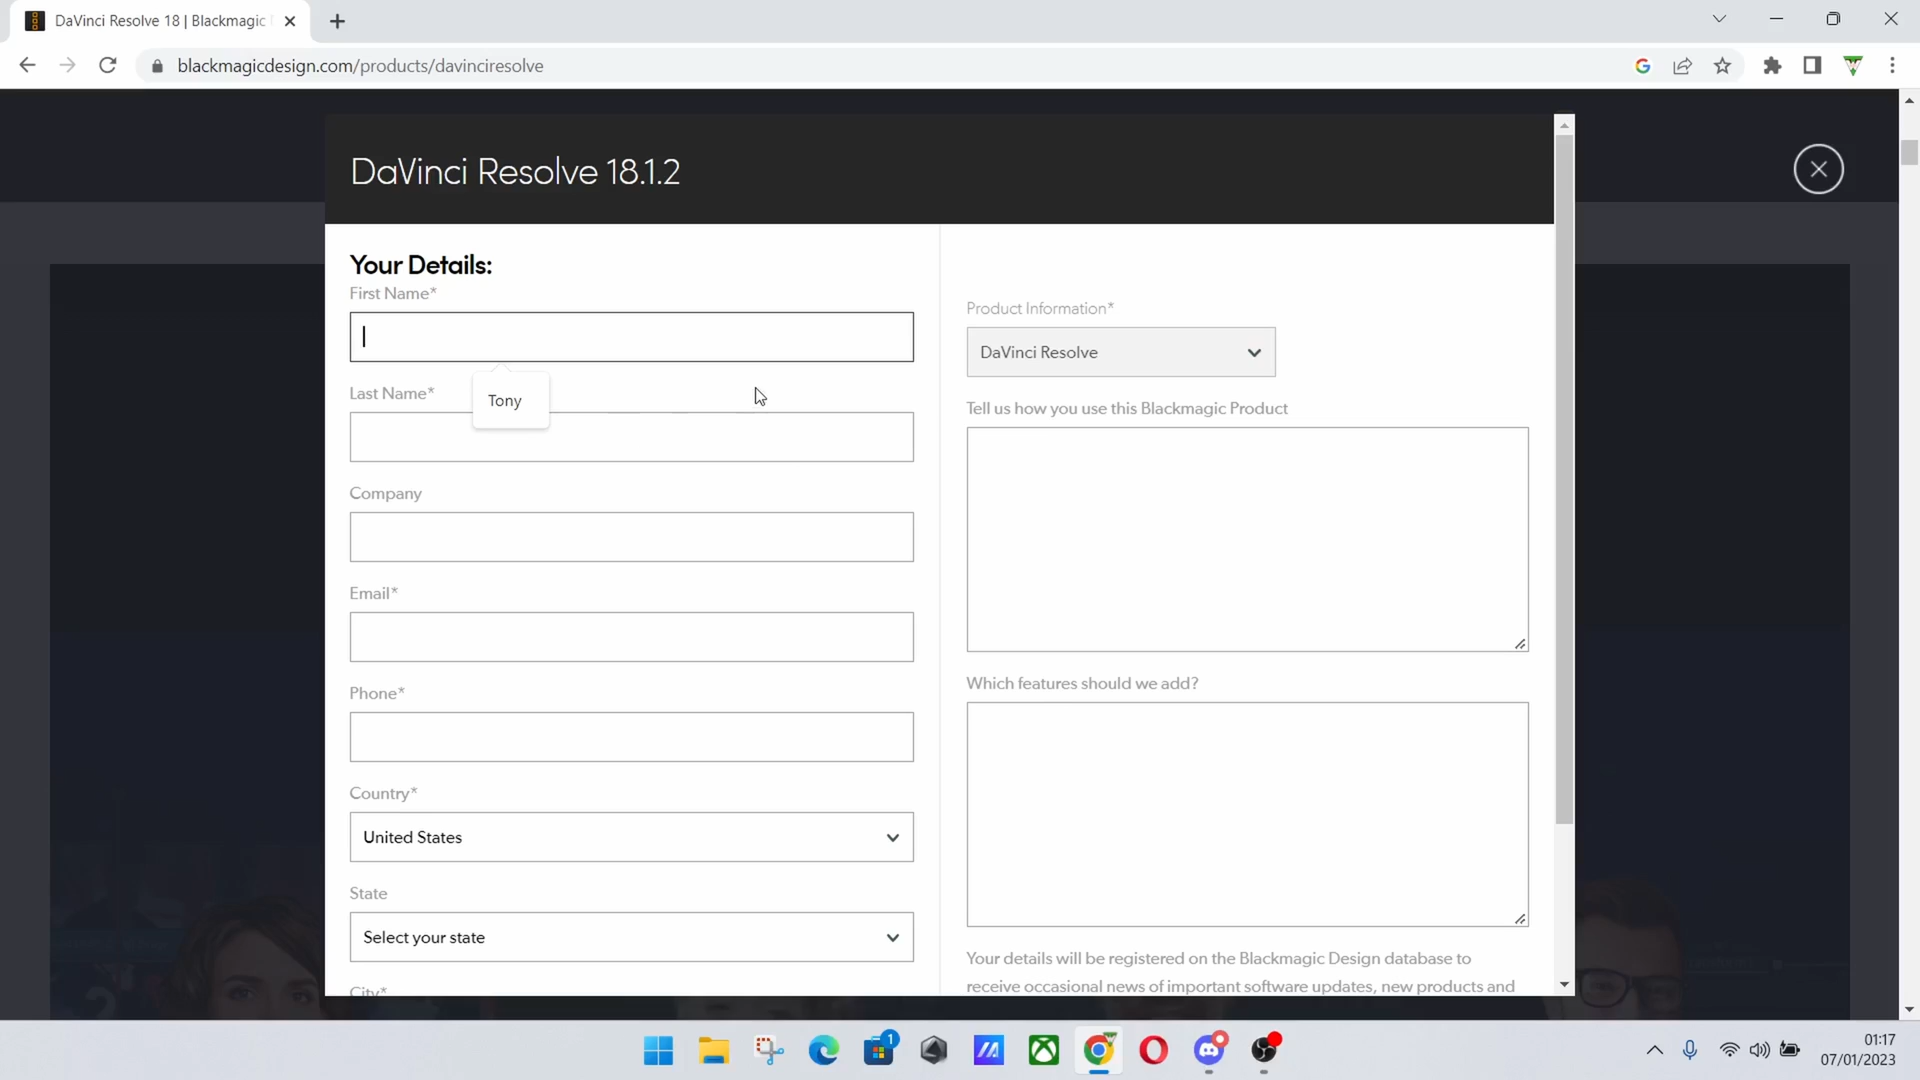 DaVinci Resolve 18 | Blackmagic
blackmagicdesign.com/products/davinciresolve
DaVinci Resolve 18.1.2
Your Details:
First Name*
Tony
Last Name*
Company
Email*
Phone*
Country*
United States
State
Select your state
City*
Product Information*
DaVinci Resolve
Tell us how you use this Blackmagic Product
Which features should we add?
Your details will be registered on the Blackmagic Design database to
receive occasional news of important software updates, new products and
1
01:17
07/01/2023